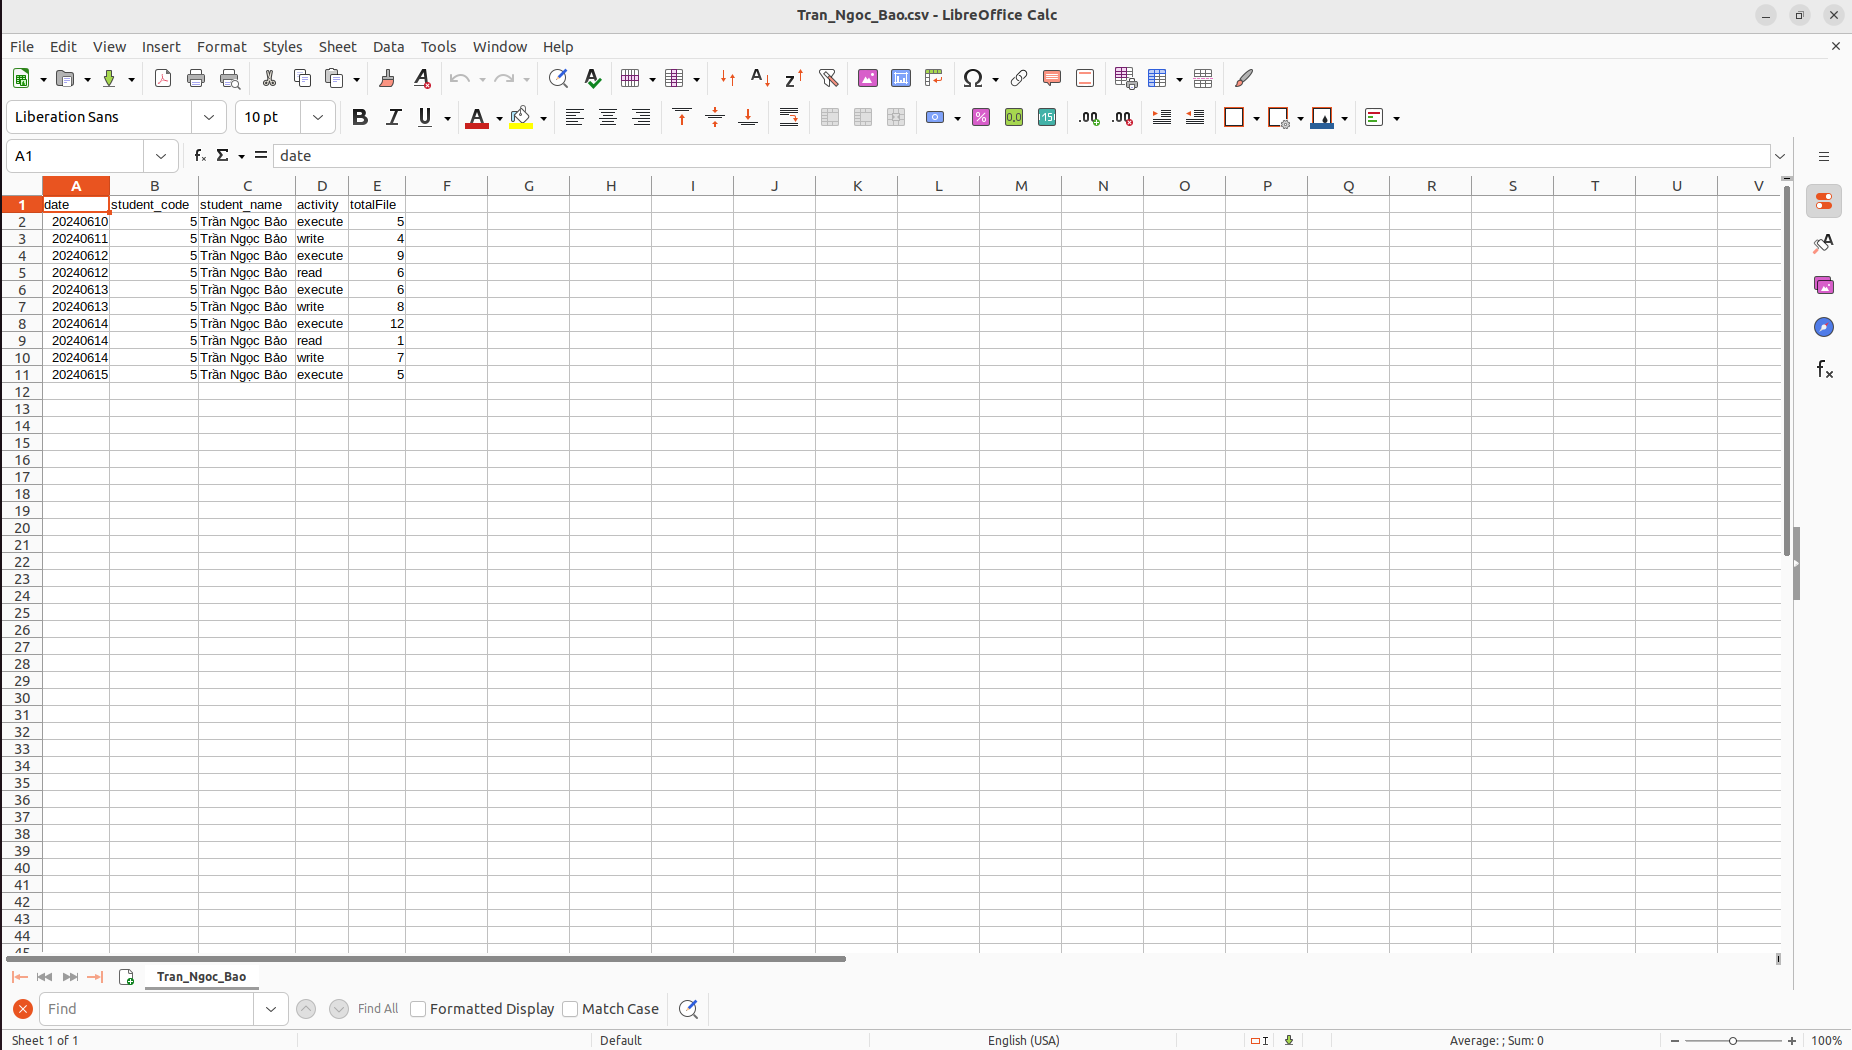 Tran_Ngoc_Bao.csv - LibreOffice Calc
File Edit View Insert Format Styles Sheet Data Tools Window Help
Liberation Sans 10 pt
A1 date
A B C D E F G H I J K L M N O P Q R S T U V
1 date student_code student_name activity totalFile
2 20240610 5 Trần Ngọc Bảo execute 5
3 20240611 5 Trần Ngọc Bảo write 4
4 20240612 5 Trần Ngọc Bảo execute 9
5 20240612 5 Trần Ngọc Bảo read 6
6 20240613 5 Trần Ngọc Bảo execute 6
7 20240613 5 Trần Ngọc Bảo write 8
8 20240614 5 Trần Ngọc Bảo execute 12
9 20240614 5 Trần Ngọc Bảo read 1
10 20240614 5 Trần Ngọc Bảo write 7
11 20240615 5 Trần Ngọc Bảo execute 5
12
13
14
15
16
17
18
19
20
21
22
23
24
25
26
27
28
29
30
31
32
33
34
35
36
37
38
39
40
41
42
43
44
45
Tran_Ngoc_Bao
Find Find All Formatted Display Match Case
Sheet 1 of 1 Default English (USA) Average: ; Sum: 0 100%